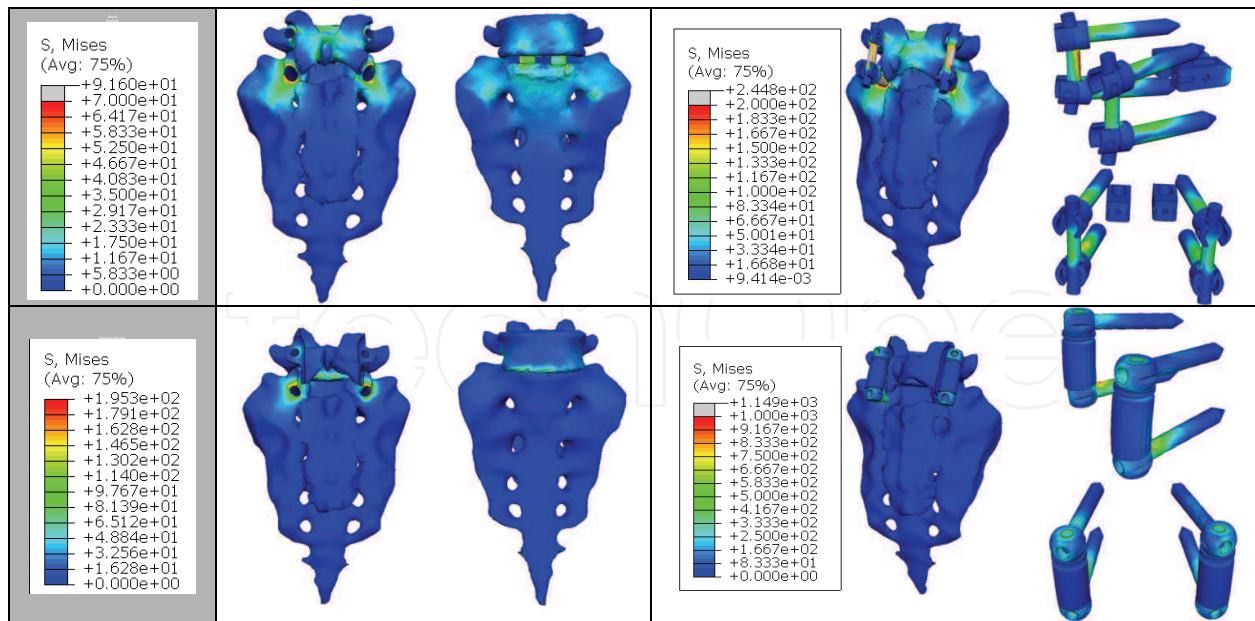 S, Mises
(Avg: 75%)
+9.160e+01
+7.000e+01
+6.417e+01
+5.833e+01
+5.250e+01
+4.667e+01
+4.083e+01
+3.500e+01
+2.917e+01
+2.333e+01
+1.750e+01
+1.167e+01
+5.833e+00
+0.000e+00
S, Mises
(Avg: 75%)
+2.448e+02
+2.000e+02
+1.833e+02
+1.667e+02
+1.500e+02
+1.333e+02
+1.167e+02
+1.000e+02
+8.334e+01
+6.667e+01
+5.001e+01
+3.334e+01
+1.668e+01
+9.414e-03
S, Mises
(Avg: 75%)
+1.953e+02
+1.791e+02
+1.628e+02
+1.465e+02
+1.302e+02
+1.140e+02
+9.767e+01
+8.139e+01
+6.512e+01
+4.884e+01
+3.256e+01
+1.628e+01
+0.000e+00
S, Mises
(Avg: 75%)
+1.149e+03
+1.000e+03
+9.167e+02
+8.333e+02
+7.500e+02
+6.667e+02
+5.833e+02
+5.000e+02
+4.167e+02
+3.333e+02
+2.500e+02
+1.667e+02
+8.333e+01
+0.000e+00